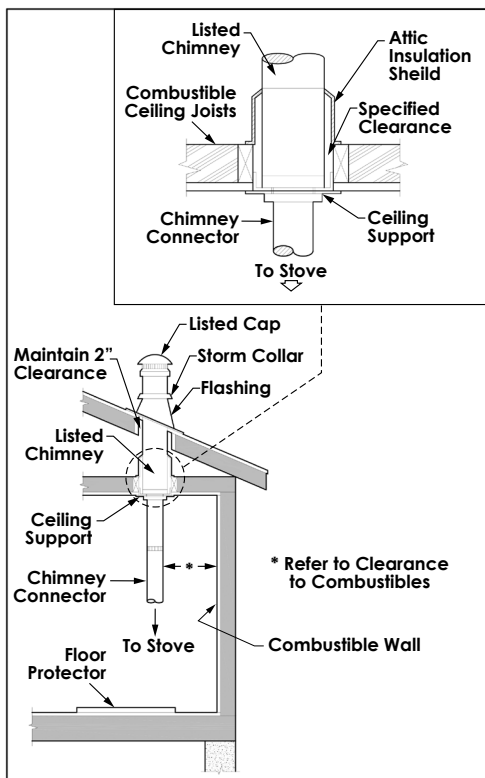 Listed
Chimney
Attic
Insulation
Sheild
Combustible
Ceiling Joists
Specified
Clearance
Chimney
Connector
Ceiling
Support
To Stove
Listed Cap
Maintain 2"
Clearance
Storm Collar
Flashing
Listed
Chimney
Ceiling
Support
*
* Refer to Clearance
to Combustibles
Chimney
Connector
To Stove
Combustible Wall
Floor
Protector